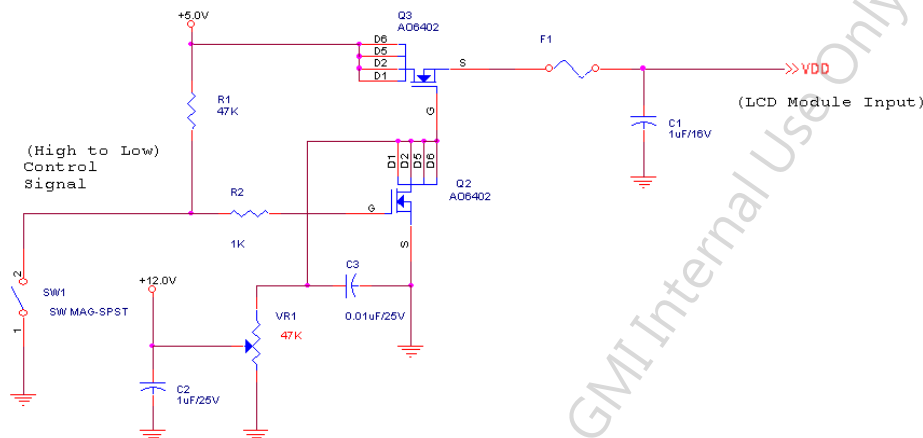 +5.0V
Q3
AO6402
D6
D5
D2
D1
S
G
F1
VDD
(LCD Module Input)
C1
1uF/16V
R1
47K
(High to Low)
Control
Signal
R2
1K
G
D1
D2
D5
D6
Q2
AO6402
S
2
SW1
SW MAG-SPST
1
+12.0V
C3
0.01uF/25V
VR1
47K
C2
1uF/25V
GMI Internal Use Only